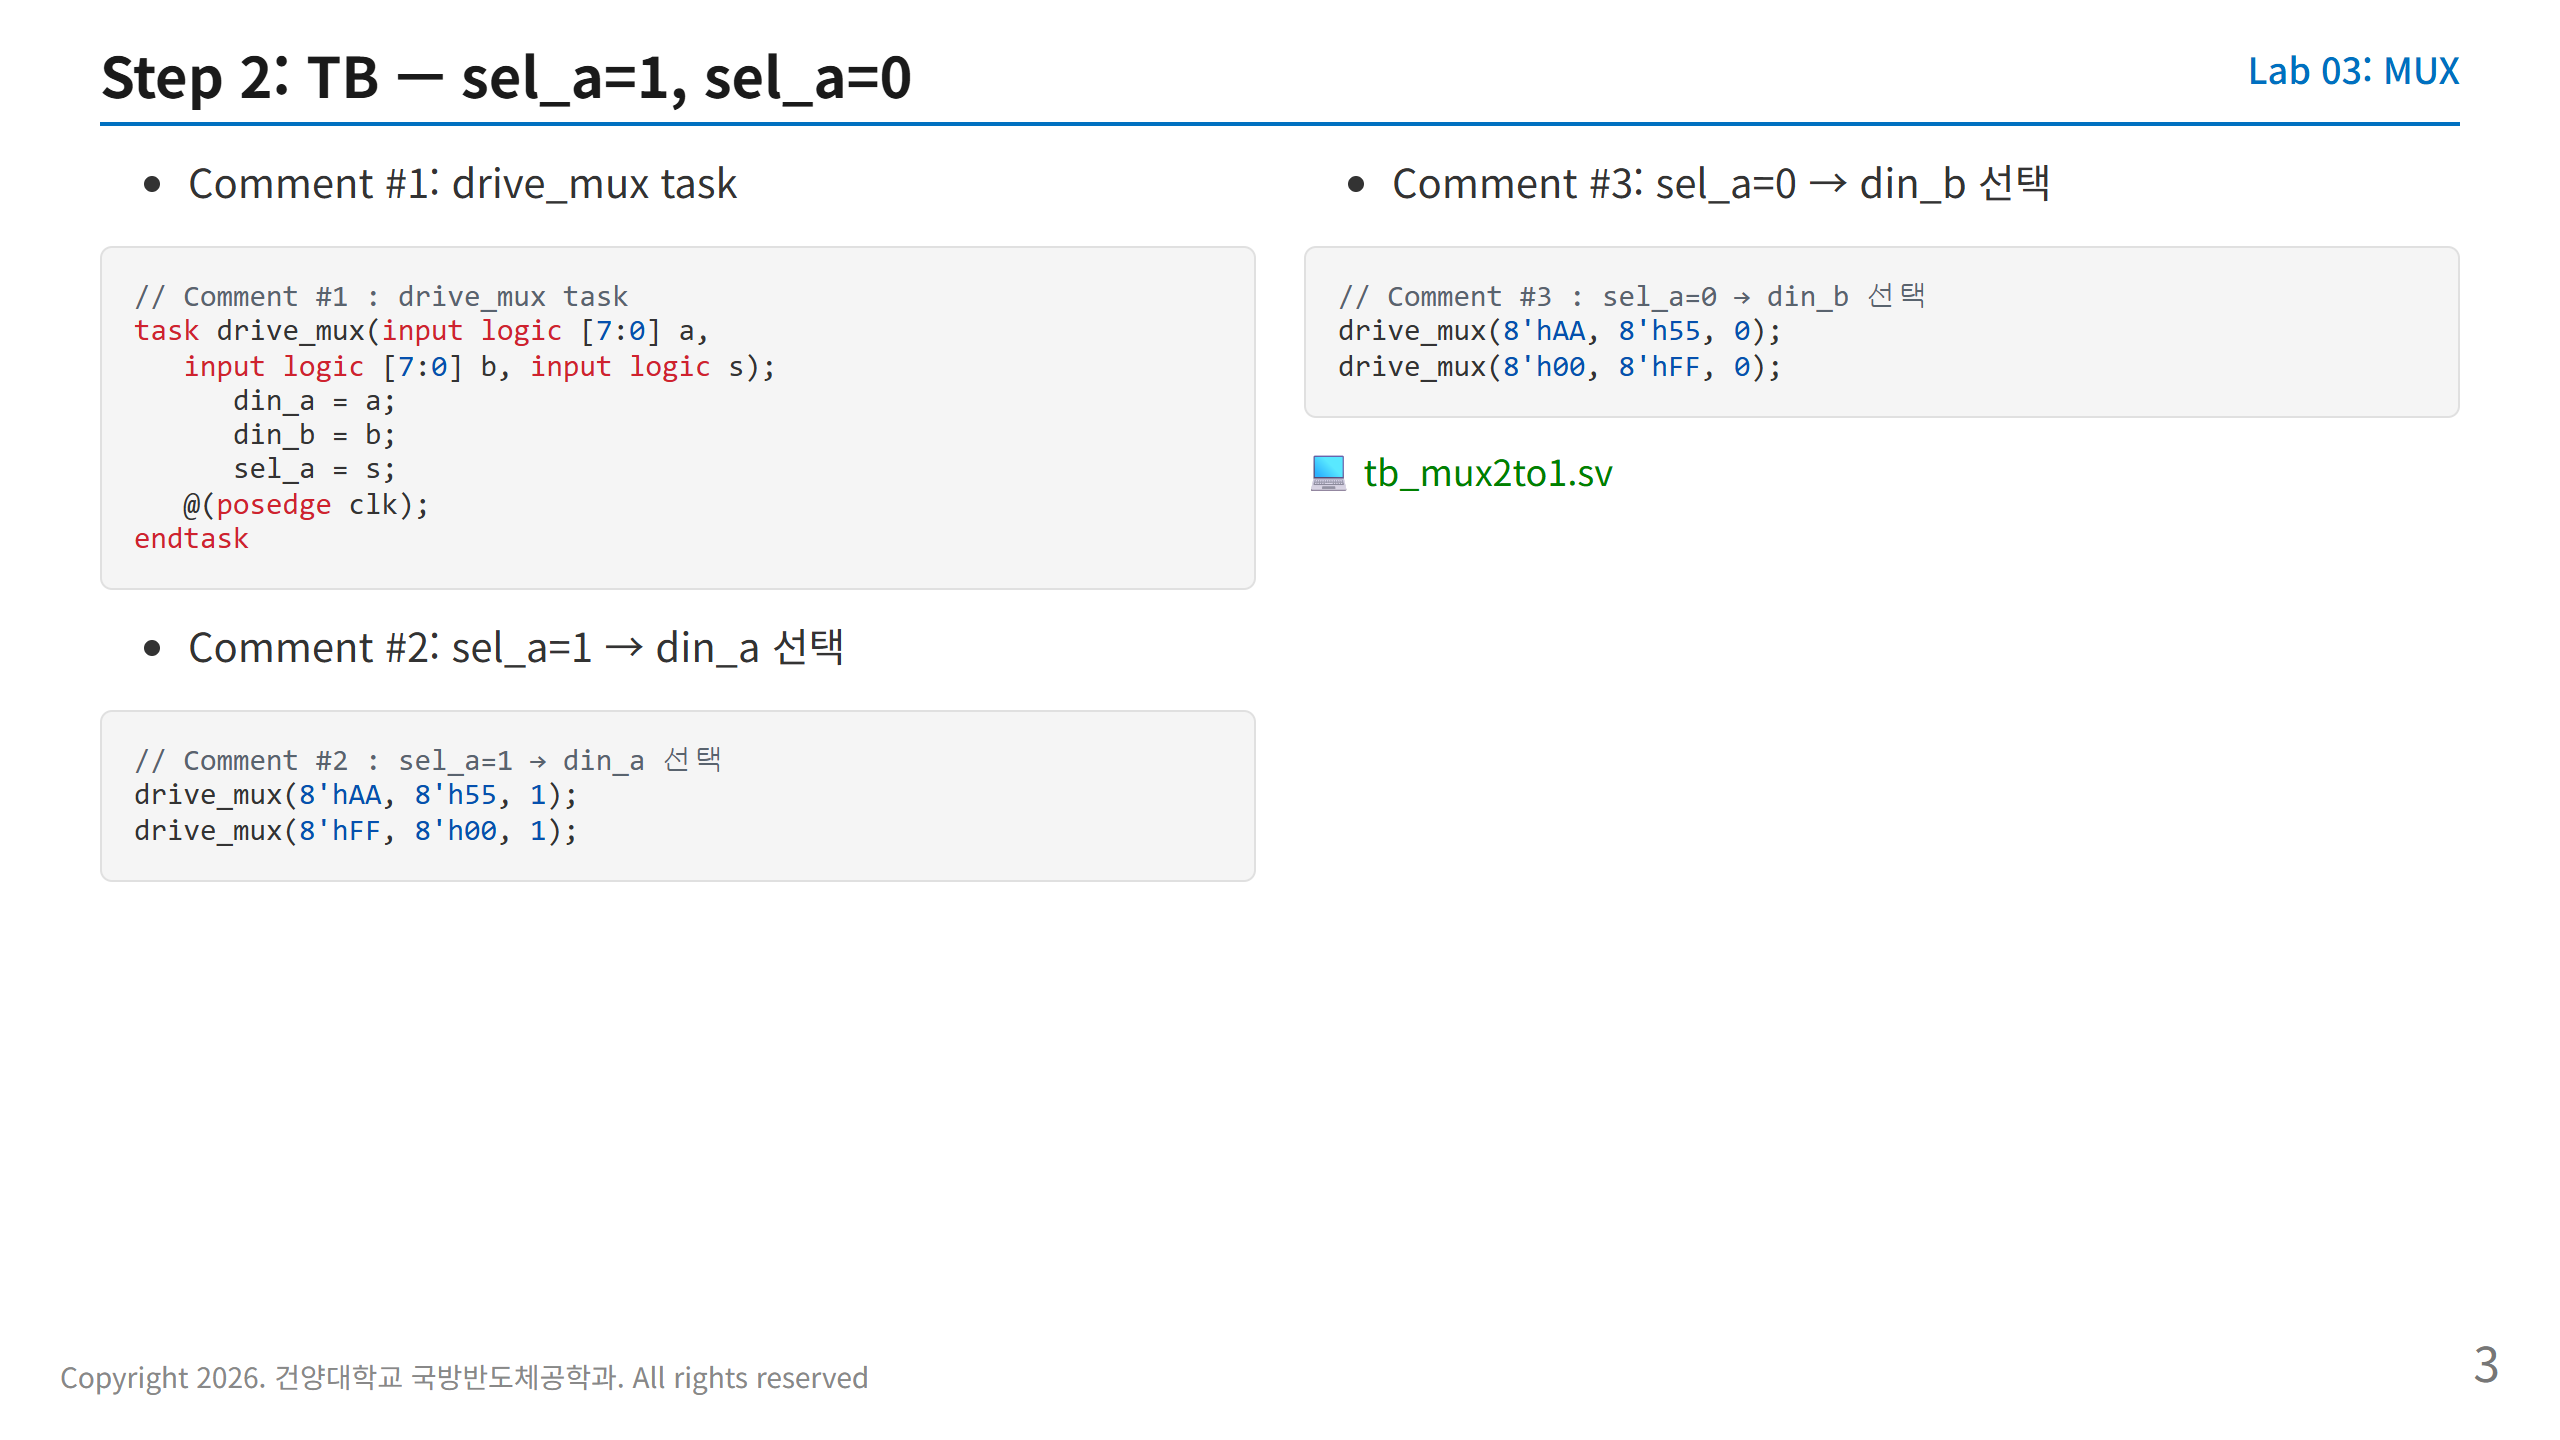 Step 2: TB — sel_a=1, sel_a=0
Lab 03: MUX
• Comment #1: drive_mux task
// Comment #1 : drive_mux task
task drive_mux(input logic [7:0] a,
   input logic [7:0] b, input logic s);
      din_a = a;
      din_b = b;
      sel_a = s;
   @(posedge clk);
endtask
• Comment #2: sel_a=1 → din_a 선택
// Comment #2 : sel_a=1 → din_a 선택
drive_mux(8'hAA, 8'h55, 1);
drive_mux(8'hFF, 8'h00, 1);
• Comment #3: sel_a=0 → din_b 선택
// Comment #3 : sel_a=0 → din_b 선택
drive_mux(8'hAA, 8'h55, 0);
drive_mux(8'h00, 8'hFF, 0);
💻 tb_mux2to1.sv
Copyright 2026. 건양대학교 국방반도체공학과. All rights reserved
3